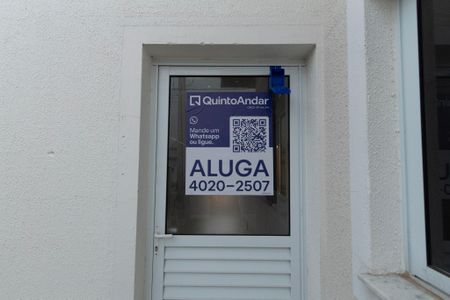 QuintoAndar
Mande um
Whatsapp
ou ligue.
ALUGA
4020-2507